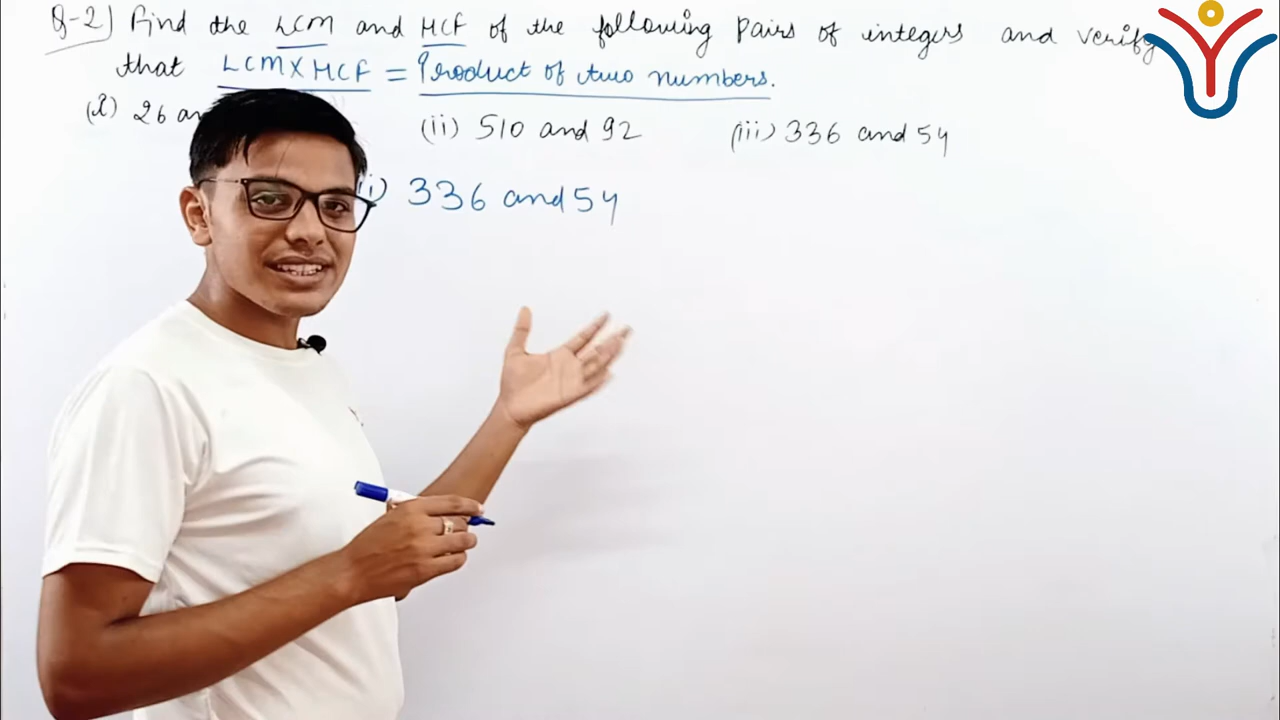 Q-2) Find the LCM and HCF of the following Pairs of integers and verify
that LCM X HCF = Product of two numbers.
(i) 26 an
(ii) 510 and 92
(iii) 336 and 54
i) 336 and 54